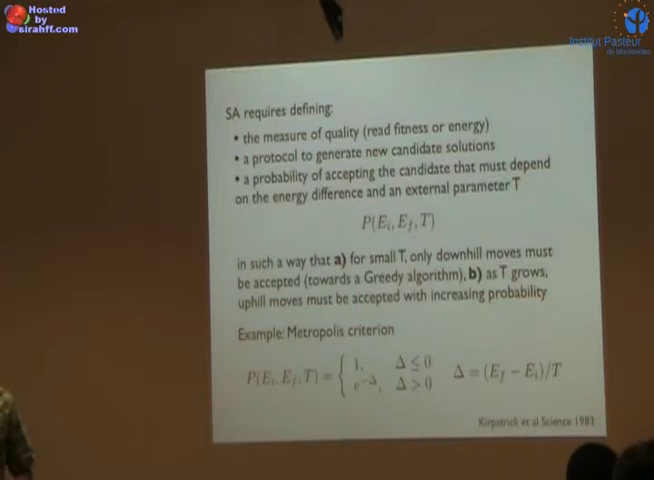 Hosted
by
sirahff.com
Institut Pasteur
de Montevideo
SA requires defining:
• the measure of quality (read fitness or energy)
• a protocol to generate new candidate solutions
• a probability of accepting the candidate that must depend
on the energy difference and an external parameter T
P(E_i, E_f, T)
in such a way that a) for small T, only downhill moves must
be accepted (towards a Greedy algorithm), b) as T grows,
uphill moves must be accepted with increasing probability
Example: Metropolis criterion
P(E_i, E_f, T) = { 1, Δ ≤ 0
e^{-Δ}, Δ > 0
Δ = (E_f − E_i)/T
Kirkpatrick et al Science 1983